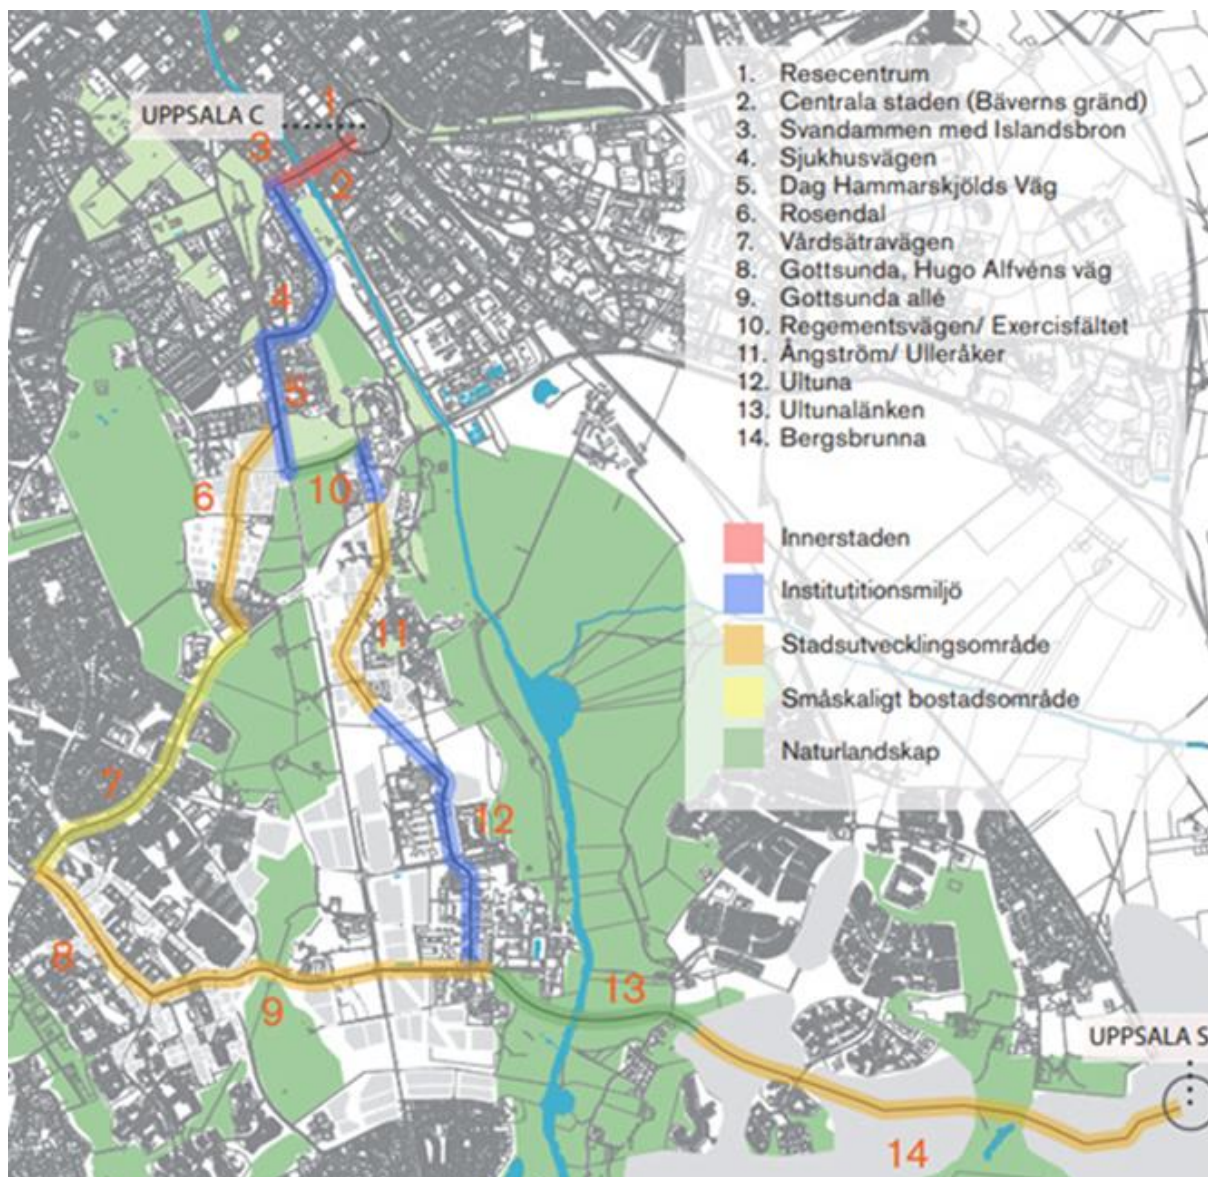 1. Resecentrum
2. Centrala staden (Bäverns gränd)
3. Svandammen med Islandsbron
4. Sjukhusvägen
5. Dag Hammarskjölds Väg
6. Rosendal
7. Vårdsätravägen
8. Gottsunda, Hugo Alfvéns väg
9. Gottsunda allé
10. Regementsvägen/ Exercisfältet
11. Ångström/ Ulleråker
12. Ultuna
13. Ultunalänken
14. Bergsbrunna
Innerstaden
Institutitionsmiljö
Stadsutvecklingsområde
Småskaligt bostadsområde
Naturlandskap
UPPSALA C
1
3
2
4
5
6
10
11
7
12
8
9
13
UPPSALA S
14